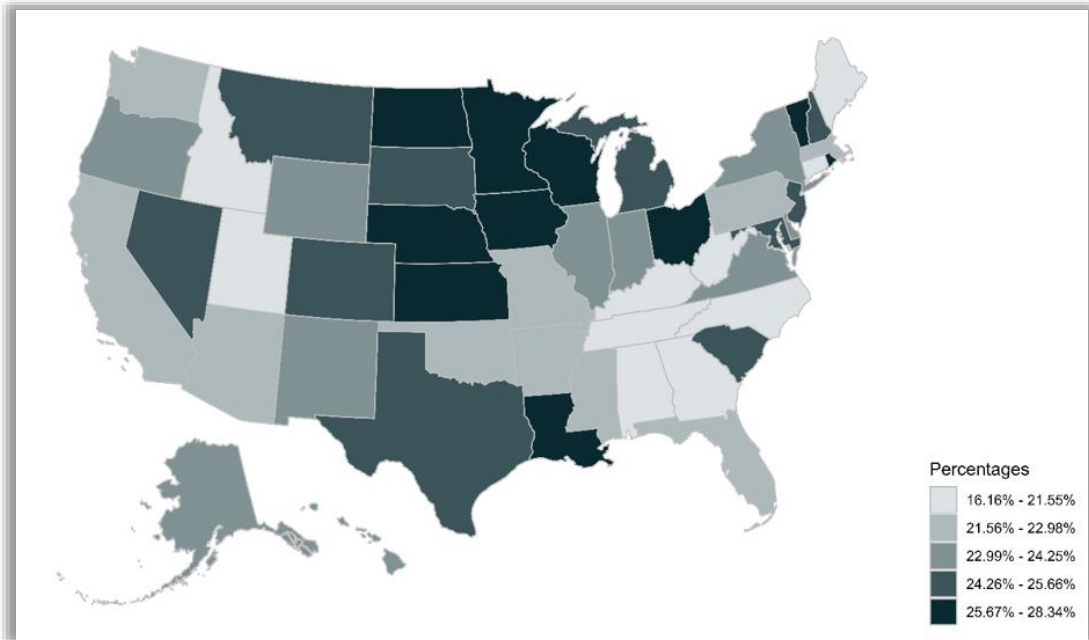 Percentages
16.16% - 21.55%
21.56% - 22.98%
22.99% - 24.25%
24.26% - 25.66%
25.67% - 28.34%